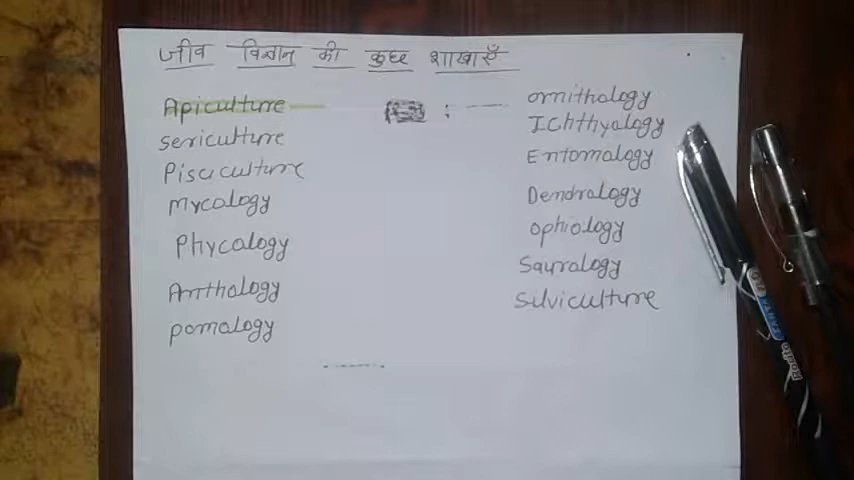 जीव विज्ञान की कुछ शाखाएँ
Apiculture
sericulture
Pisciculture
Mycology
Phycology
Anthology
pomology
ornithology
Ichthyology
Entomology
Dendrology
ophiology
Saurology
Silviculture